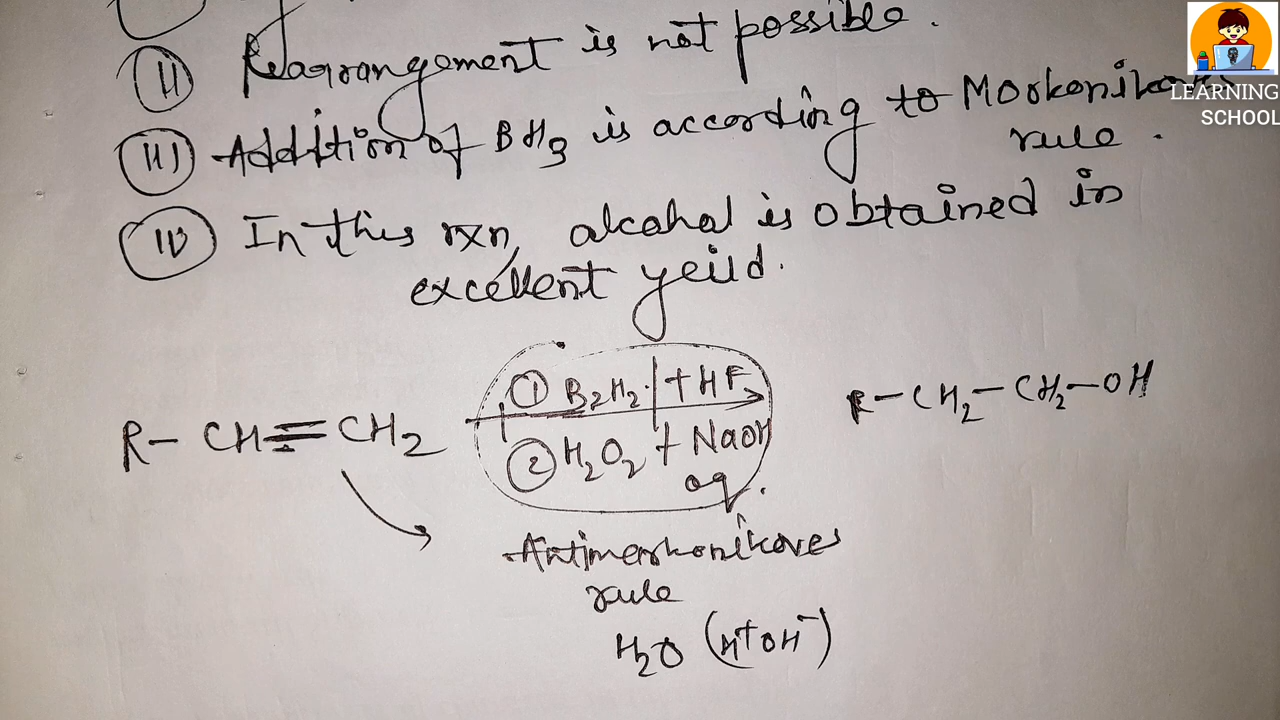 II Rearrangement is not possible.
III) Addition of BH3 is according to Morkonikov's
rule.
IV In this rxn, alcohal is obtained in
excellent yeild.
R-CH=CH2 ① B2H2 / THF R-CH2-CH2-OH
② H2O2 + NaOH
aq.
Antimerkonikoves
rule
H2O (H+OH-)
LEARNING
SCHOOL